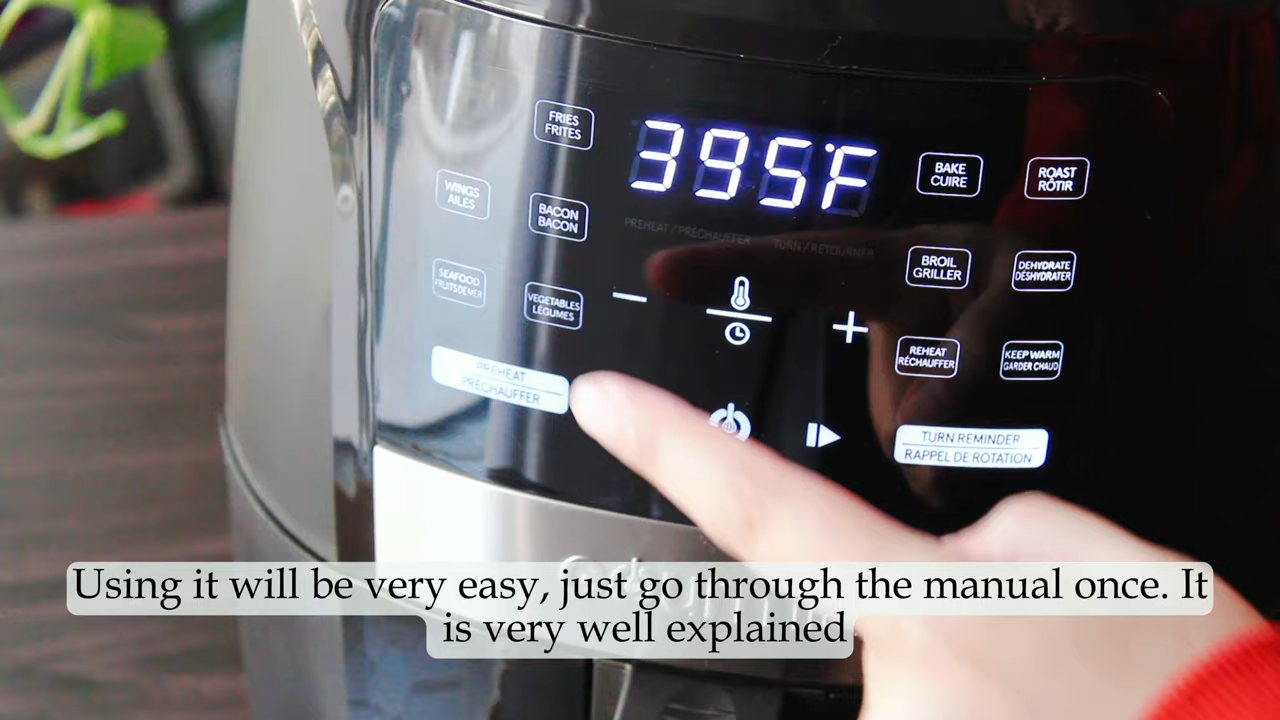 FRIES
FRITES
395°F
BAKE
CUIRE
ROAST
RÔTIR
WINGS
AILES
BACON
BACON
PREHEAT / PRÉCHAUFFER
TURN / RETOURNER
BROIL
GRILLER
DEHYDRATE
DÉSHYDRATER
SEAFOOD
FRUITS DE MER
VEGETABLES
LÉGUMES
REHEAT
RÉCHAUFFER
KEEP WARM
GARDER CHAUD
PREHEAT
PRÉCHAUFFER
TURN REMINDER
RAPPEL DE ROTATION
Using it will be very easy, just go through the manual once. It
is very well explained